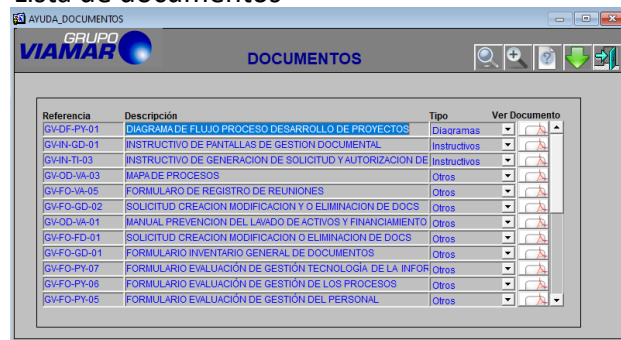 Lista de documentos
AYUDA_DOCUMENTOS
GRUPO
VIAMAR
DOCUMENTOS
Referencia Descripción Tipo Ver Documento
GV-DF-PY-01 DIAGRAMA DE FLUJO PROCESO DESARROLLO DE PROYECTOS Diagramas
GV-IN-GD-01 INSTRUCTIVO DE PANTALLAS DE GESTION DOCUMENTAL Instructivos
GV-IN-TI-03 INSTRUCTIVO DE GENERACION DE SOLICITUD Y AUTORIZACION DE Instructivos
GV-OD-VA-03 MAPA DE PROCESOS Otros
GV-FO-VA-05 FORMULARO DE REGISTRO DE REUNIONES Otros
GV-FO-GD-02 SOLICITUD CREACION MODIFICACION Y O ELIMINACION DE DOCS Otros
GV-OD-VA-01 MANUAL PREVENCION DEL LAVADO DE ACTIVOS Y FINANCIAMIENTO Otros
GV-FO-FD-01 SOLICITUD CREACION MODIFICACION O ELIMINACION DE DOCS Otros
GV-FO-GD-01 FORMULARIO INVENTARIO GENERAL DE DOCUMENTOS Otros
GV-FO-PY-07 FORMULARIO EVALUACIÓN DE GESTIÓN TECNOLOGÍA DE LA INFOR Otros
GV-FO-PY-06 FORMULARIO EVALUACIÓN DE GESTIÓN DE LOS PROCESOS Otros
GV-FO-PY-05 FORMULARIO EVALUACIÓN DE GESTIÓN DEL PERSONAL Otros